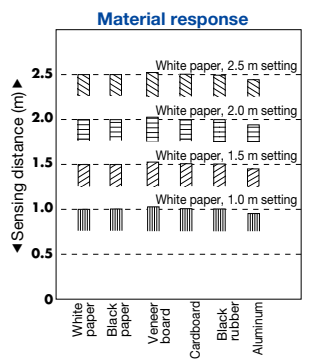 Material response
◀Sensing distance (m)▶
2.5
2.0
1.5
1.0
0.5
0
White paper, 2.5 m setting
White paper, 2.0 m setting
White paper, 1.5 m setting
White paper, 1.0 m setting
White
paper
Black
paper
Veneer
board
Cardboard
Black
rubber
Aluminum